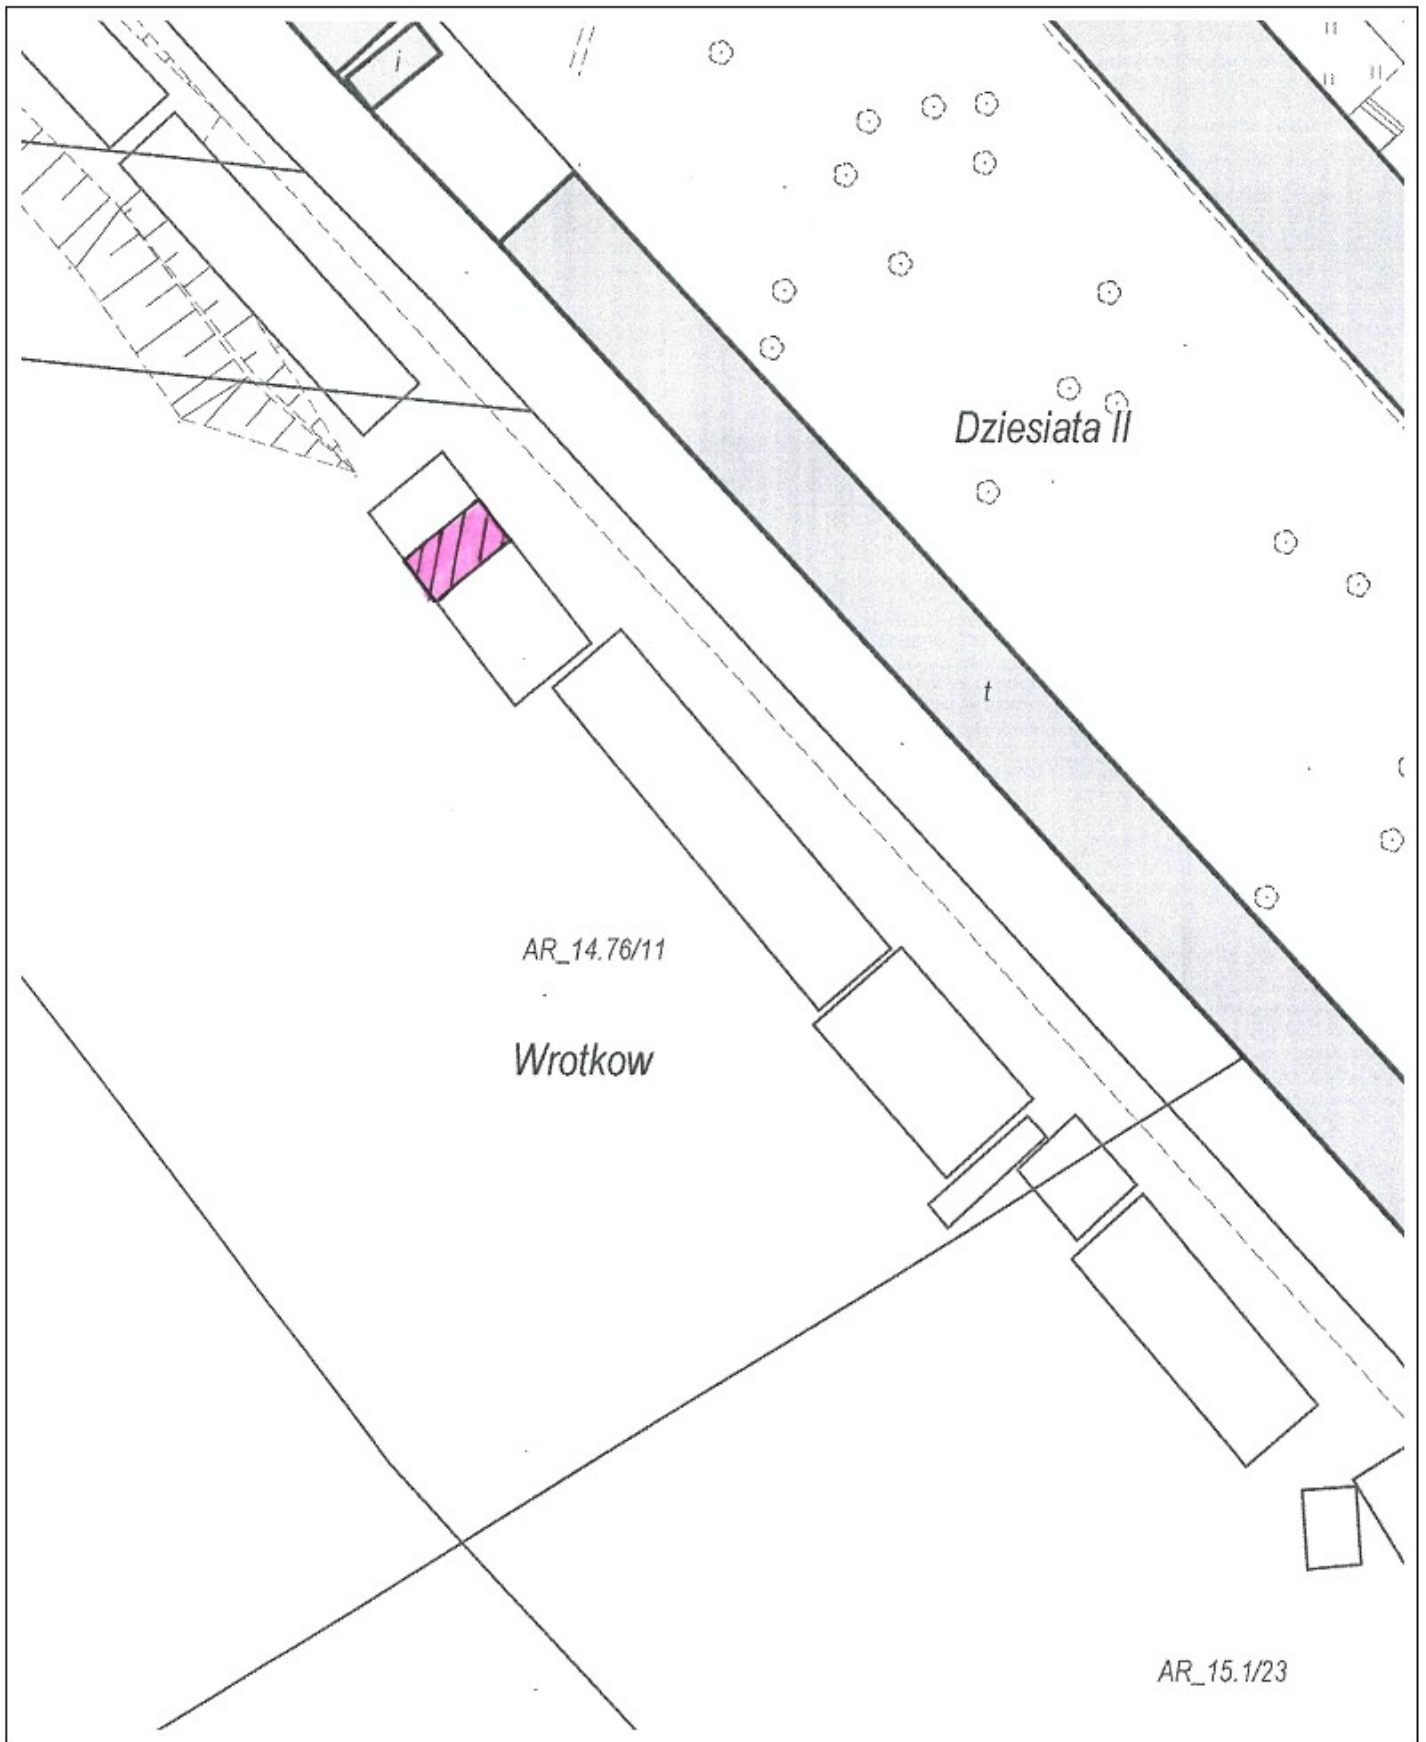 i
Dziesiata II
t
AR_14.76/11
Wrotkow
AR_15.1/23